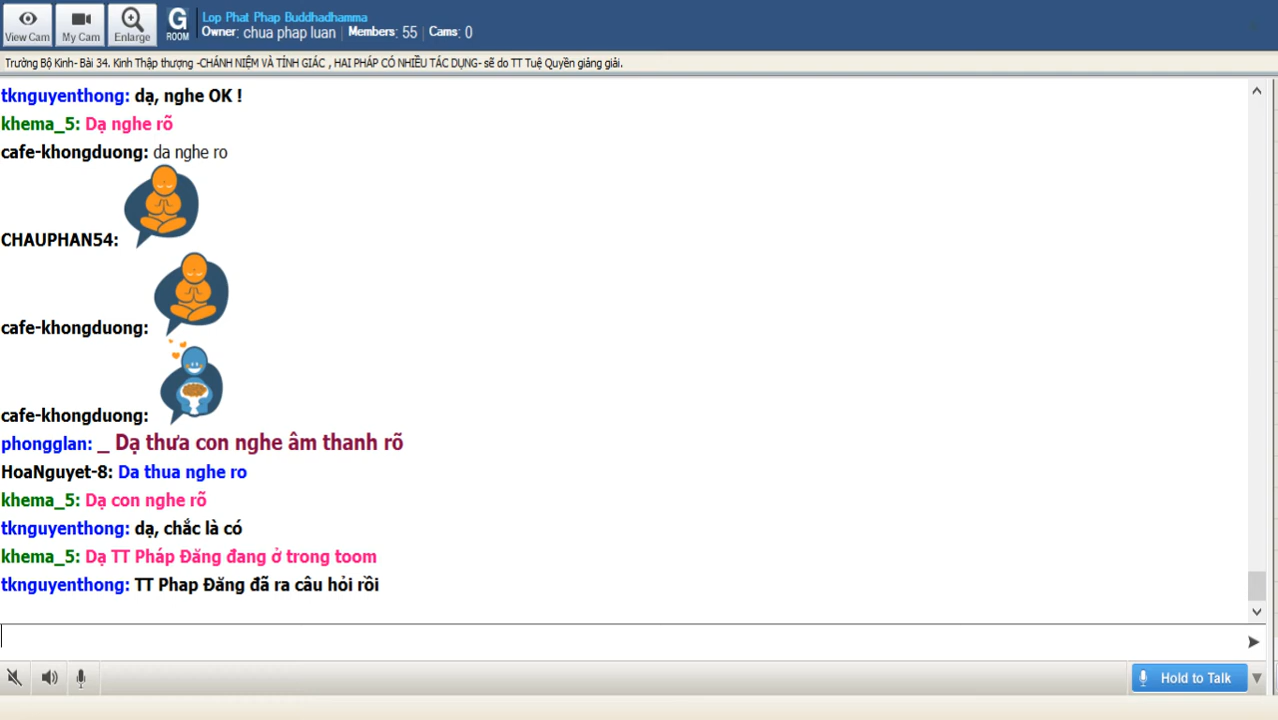 View Cam
My Cam
Enlarge
G
ROOM
Lop Phat Phap Buddhadhamma
Owner: chua phap luan | Members: 55 | Cams: 0
Trường Bộ Kinh- Bài 34. Kinh Thập thượng -CHÁNH NIỆM VÀ TỈNH GIÁC , HAI PHÁP CÓ NHIỀU TÁC DỤNG- sẽ do TT Tuệ Quyền giảng giải.
tknguyenthong: dạ, nghe OK !
khema_5: Dạ nghe rõ
cafe-khongduong: da nghe ro
CHAUPHAN54:
cafe-khongduong:
cafe-khongduong:
phongglan: _ Dạ thưa con nghe âm thanh rõ
HoaNguyet-8: Da thua nghe ro
khema_5: Dạ con nghe rõ
tknguyenthong: dạ, chắc là có
khema_5: Dạ TT Pháp Đăng đang ở trong toom
tknguyenthong: TT Phap Đăng đã ra câu hỏi rồi
Hold to Talk